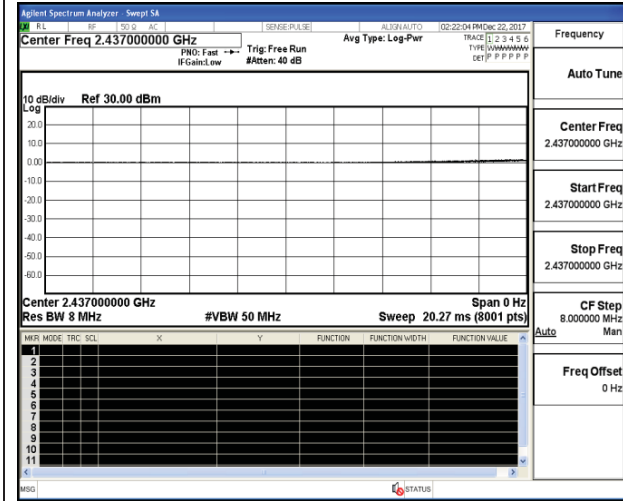 Agilent Spectrum Analyzer - Swept SA
RL RF 50 Ω AC SENSE:PULSE ALIGN AUTO 02:22:04 PM Dec 22, 2017
Center Freq 2.437000000 GHz
PNO: Fast
IFGain:Low
Trig: Free Run
#Atten: 40 dB
Avg Type: Log-Pwr
TRACE 1 2 3 4 5 6
TYPE WWWWWW
DET P P P P P P
Frequency
Auto Tune
Center Freq
2.437000000 GHz
Start Freq
2.437000000 GHz
Stop Freq
2.437000000 GHz
CF Step
8.000000 MHz
Auto Man
Freq Offset
0 Hz
10 dB/div Ref 30.00 dBm
Log
20.0
10.0
0.00
-10.0
-20.0
-30.0
-40.0
-50.0
-60.0
Center 2.437000000 GHz Span 0 Hz
Res BW 8 MHz #VBW 50 MHz Sweep 20.27 ms (8001 pts)
MKR MODE TRC SCL X Y FUNCTION FUNCTION WIDTH FUNCTION VALUE
1
2
3
4
5
6
7
8
9
10
11
MSG STATUS